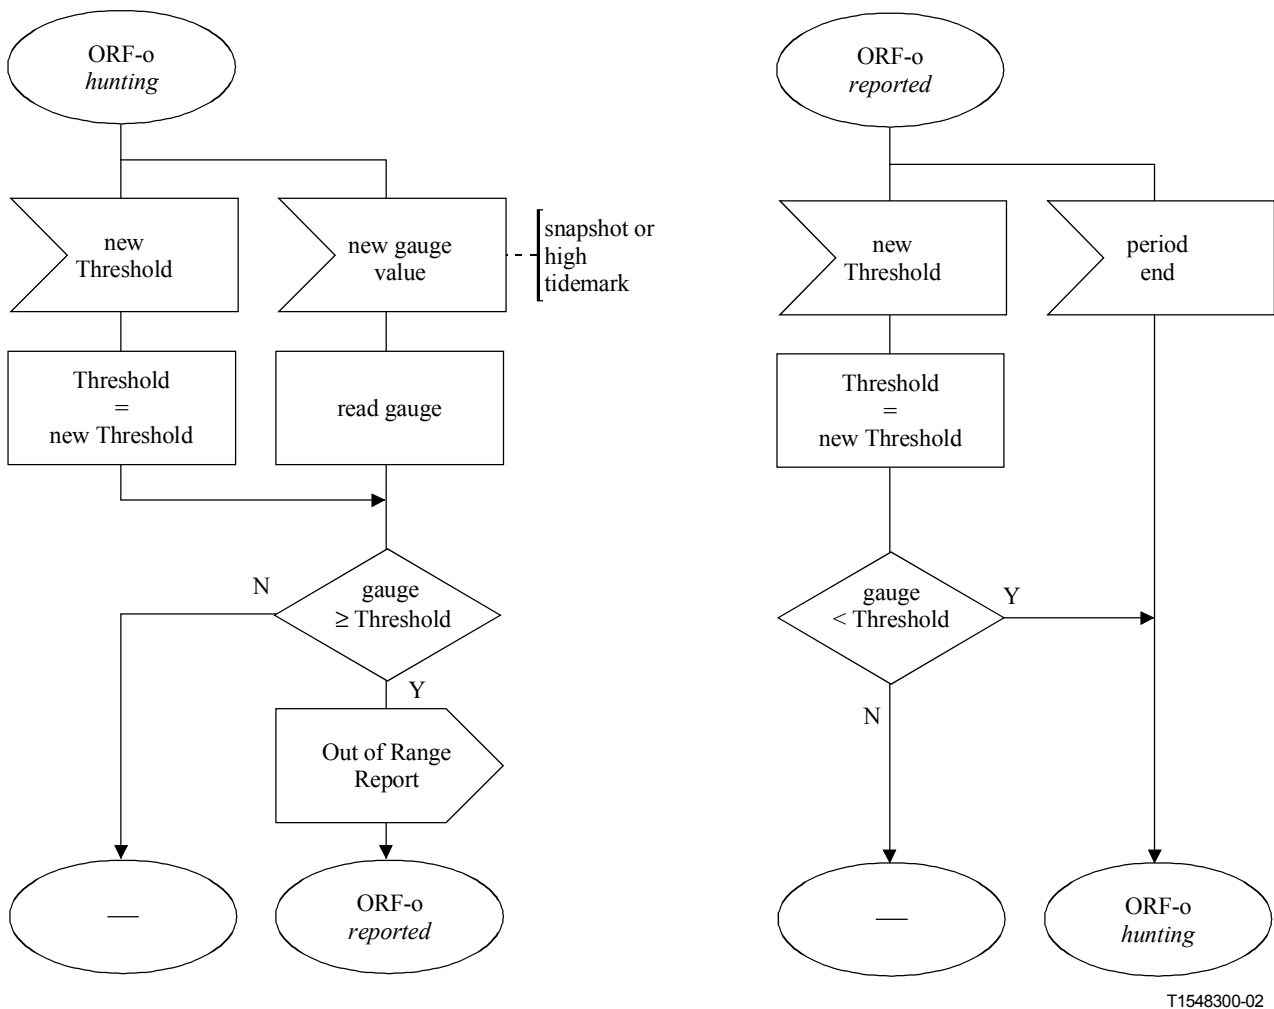 ORF-o
hunting
new
Threshold
new gauge
value
snapshot or
high
tidemark
Threshold
=
new Threshold
read gauge
N
gauge
≥ Threshold
Y
Out of Range
Report
—
ORF-o
reported
ORF-o
reported
new
Threshold
period
end
Threshold
=
new Threshold
gauge
< Threshold
Y
N
—
ORF-o
hunting
T1548300-02